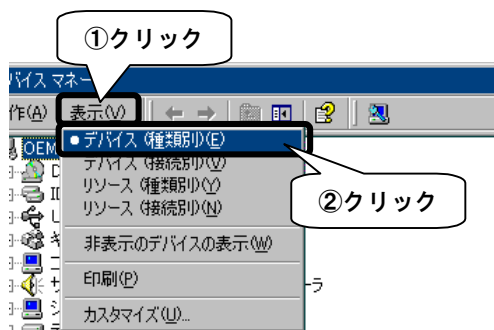 ①クリック
バイス マネー
作(A) 表示(V)
OEM
デバイス (種類別)(E)
デバイス (接続別)(V)
リソース (種類別)(Y)
リソース (接続別)(N)
②クリック
非表示のデバイスの表示(W)
印刷(P)
ーラ
カスタマイズ(U)...